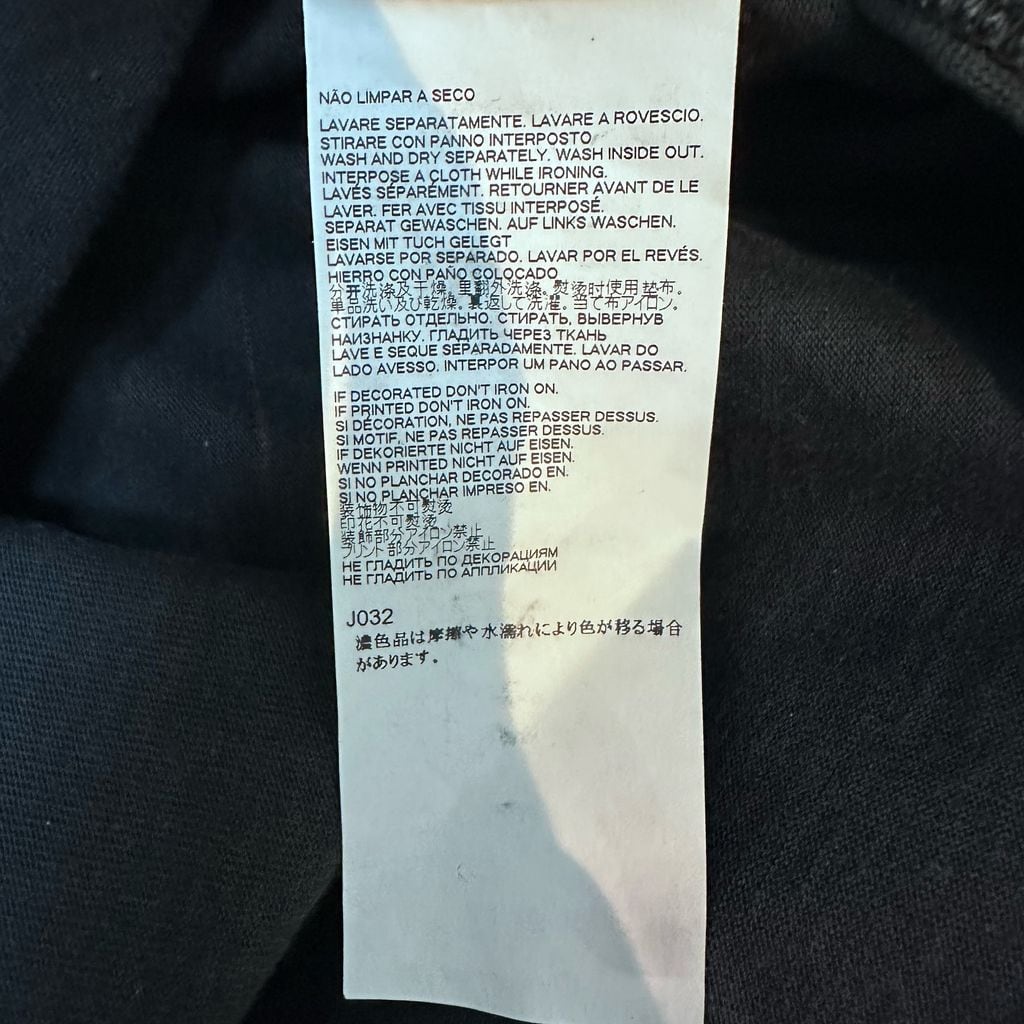 NÃO LIMPAR A SECO
LAVARE SEPARATAMENTE. LAVARE A ROVESCIO.
STIRARE CON PANNO INTERPOSTO
WASH AND DRY SEPARATELY. WASH INSIDE OUT.
INTERPOSE A CLOTH WHILE IRONING.
LAVÉS SÉPARÉMENT. RETOURNER AVANT DE LE
LAVER. FER AVEC TISSU INTERPOSÉ.
SEPARAT GEWASCHEN. AUF LINKS WASCHEN.
EISEN MIT TUCH GELEGT
LAVARSE POR SEPARADO. LAVAR POR EL REVÉS.
HIERRO CON PAÑO COLOCADO
分开洗涤及干燥。里翻外洗涤。熨烫时使用垫布。
単品洗い及び乾燥。裏返して洗濯。当て布アイロン。
СТИРАТЬ ОТДЕЛЬНО. СТИРАТЬ, ВЫВЕРНУВ
НАИЗНАНКУ. ГЛАДИТЬ ЧЕРЕЗ ТКАНЬ
LAVE E SEQUE SEPARADAMENTE. LAVAR DO
LADO AVESSO. INTERPOR UM PANO AO PASSAR.
IF DECORATED DON'T IRON ON.
IF PRINTED DON'T IRON ON.
SI DÉCORATION, NE PAS REPASSER DESSUS.
SI MOTIF, NE PAS REPASSER DESSUS.
IF DEKORIERTE NICHT AUF EISEN.
WENN PRINTED NICHT AUF EISEN.
SI NO PLANCHAR DECORADO EN.
SI NO PLANCHAR IMPRESO EN.
装饰物不可熨烫
印花不可熨烫
装飾部分アイロン禁止
プリント部分アイロン禁止
НЕ ГЛАДИТЬ ПО ДЕКОРАЦИЯМ
НЕ ГЛАДИТЬ ПО АППЛИКАЦИИ
J032
濃色品は摩擦や水濡れにより色が移る場合
があります。